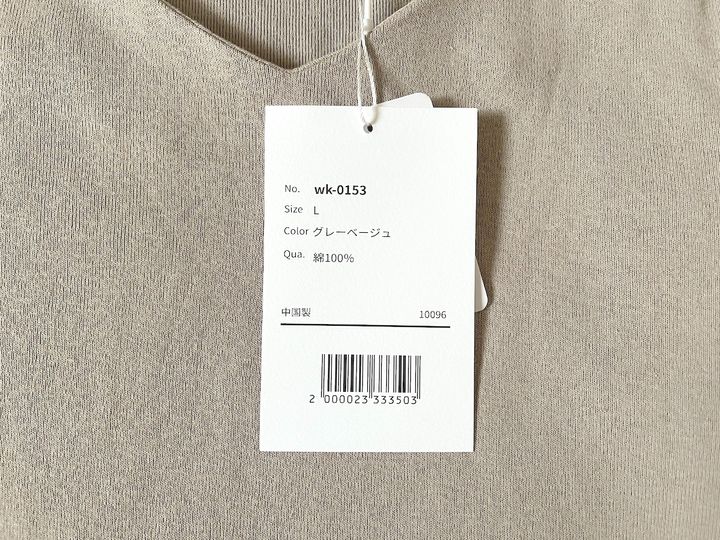 No. wk-0153
Size L
Color グレーベージュ
Qua. 綿100%
中国製 10096
2 000023 333503